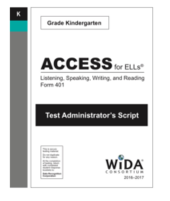 K
Grade Kindergarten
ACCESS for ELLs®
Listening, Speaking, Writing, and Reading
Form 401
Test Administrator's Script
WIDA
CONSORTIUM
2016–2017